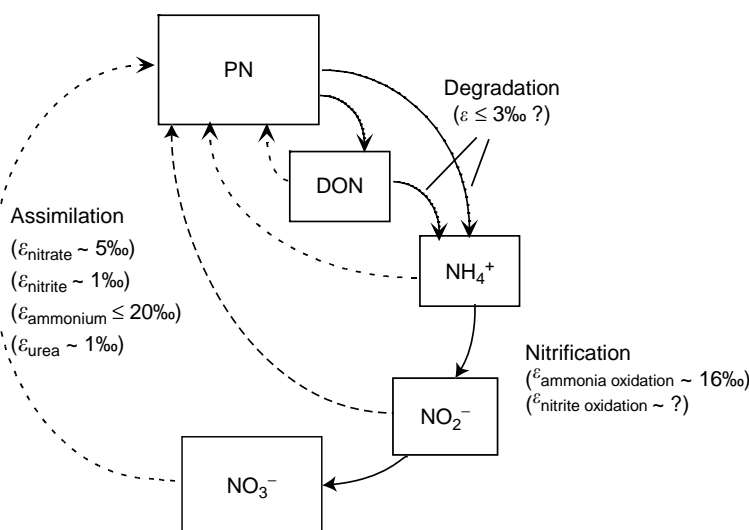 PN
Degradation
(ε ≤ 3‰ ?)
DON
Assimilation
(εnitrate ~ 5‰)
(εnitrite ~ 1‰)
(εammonium ≤ 20‰)
(εurea ~ 1‰)
NH₄⁺
Nitrification
(εammonia oxidation ~ 16‰)
(εnitrite oxidation ~ ?)
NO₂⁻
NO₃⁻